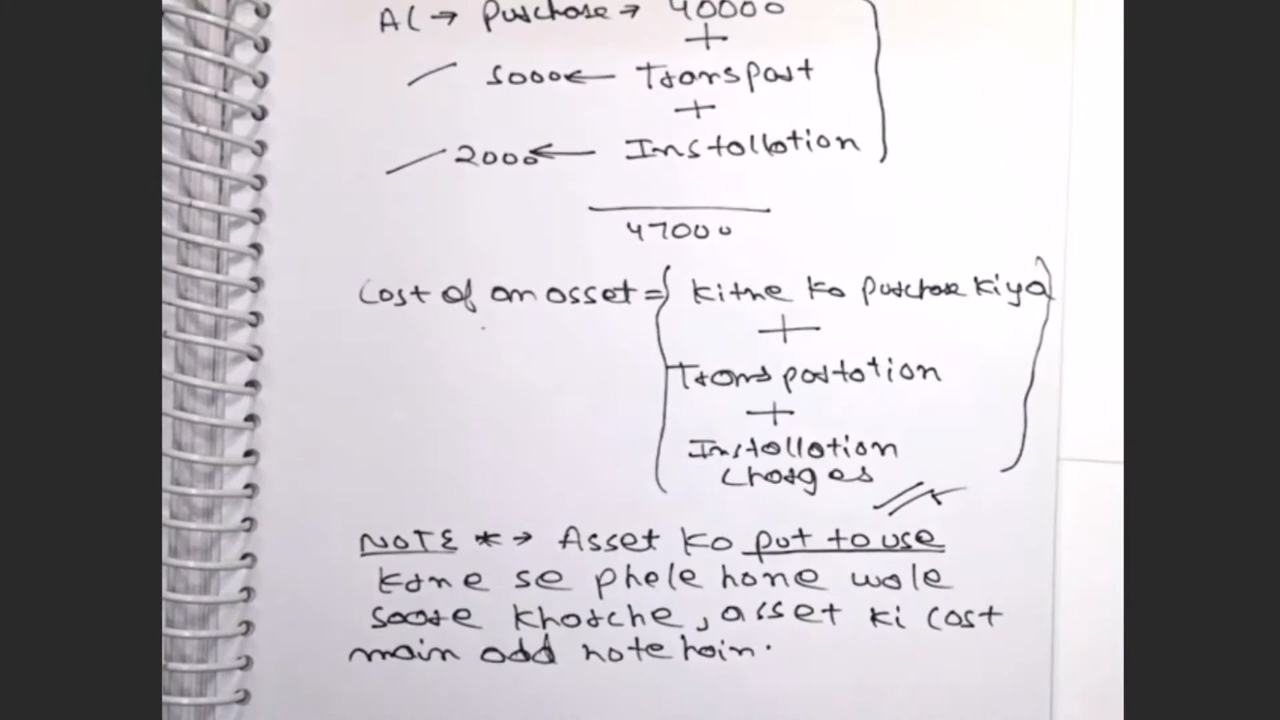 AC → Purchase → 40000
+
5000 ← Transport
+
2000 ← Installation
47000
Cost of an asset = { kitne ko purchase kiya }
+
Transportation
+
Installation
Charges
NOTE * → Asset ko put to use
karne se phele hone wale
saare kharche, asset ki cost
main add hote hain.